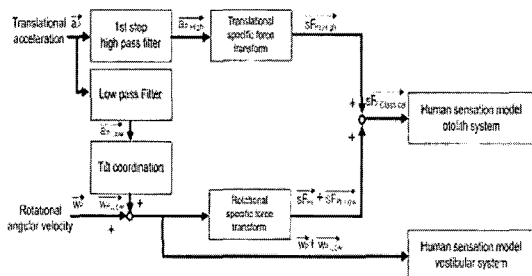 Translational
acceleration
1st step
high pass filter
Translational
specific force
transform
Low pass Filter
Tilt coordination
Human sensation model
otolith system
Rotational
angular velocity
Rotational
specific force
transform
Human sensation model
vestibular system